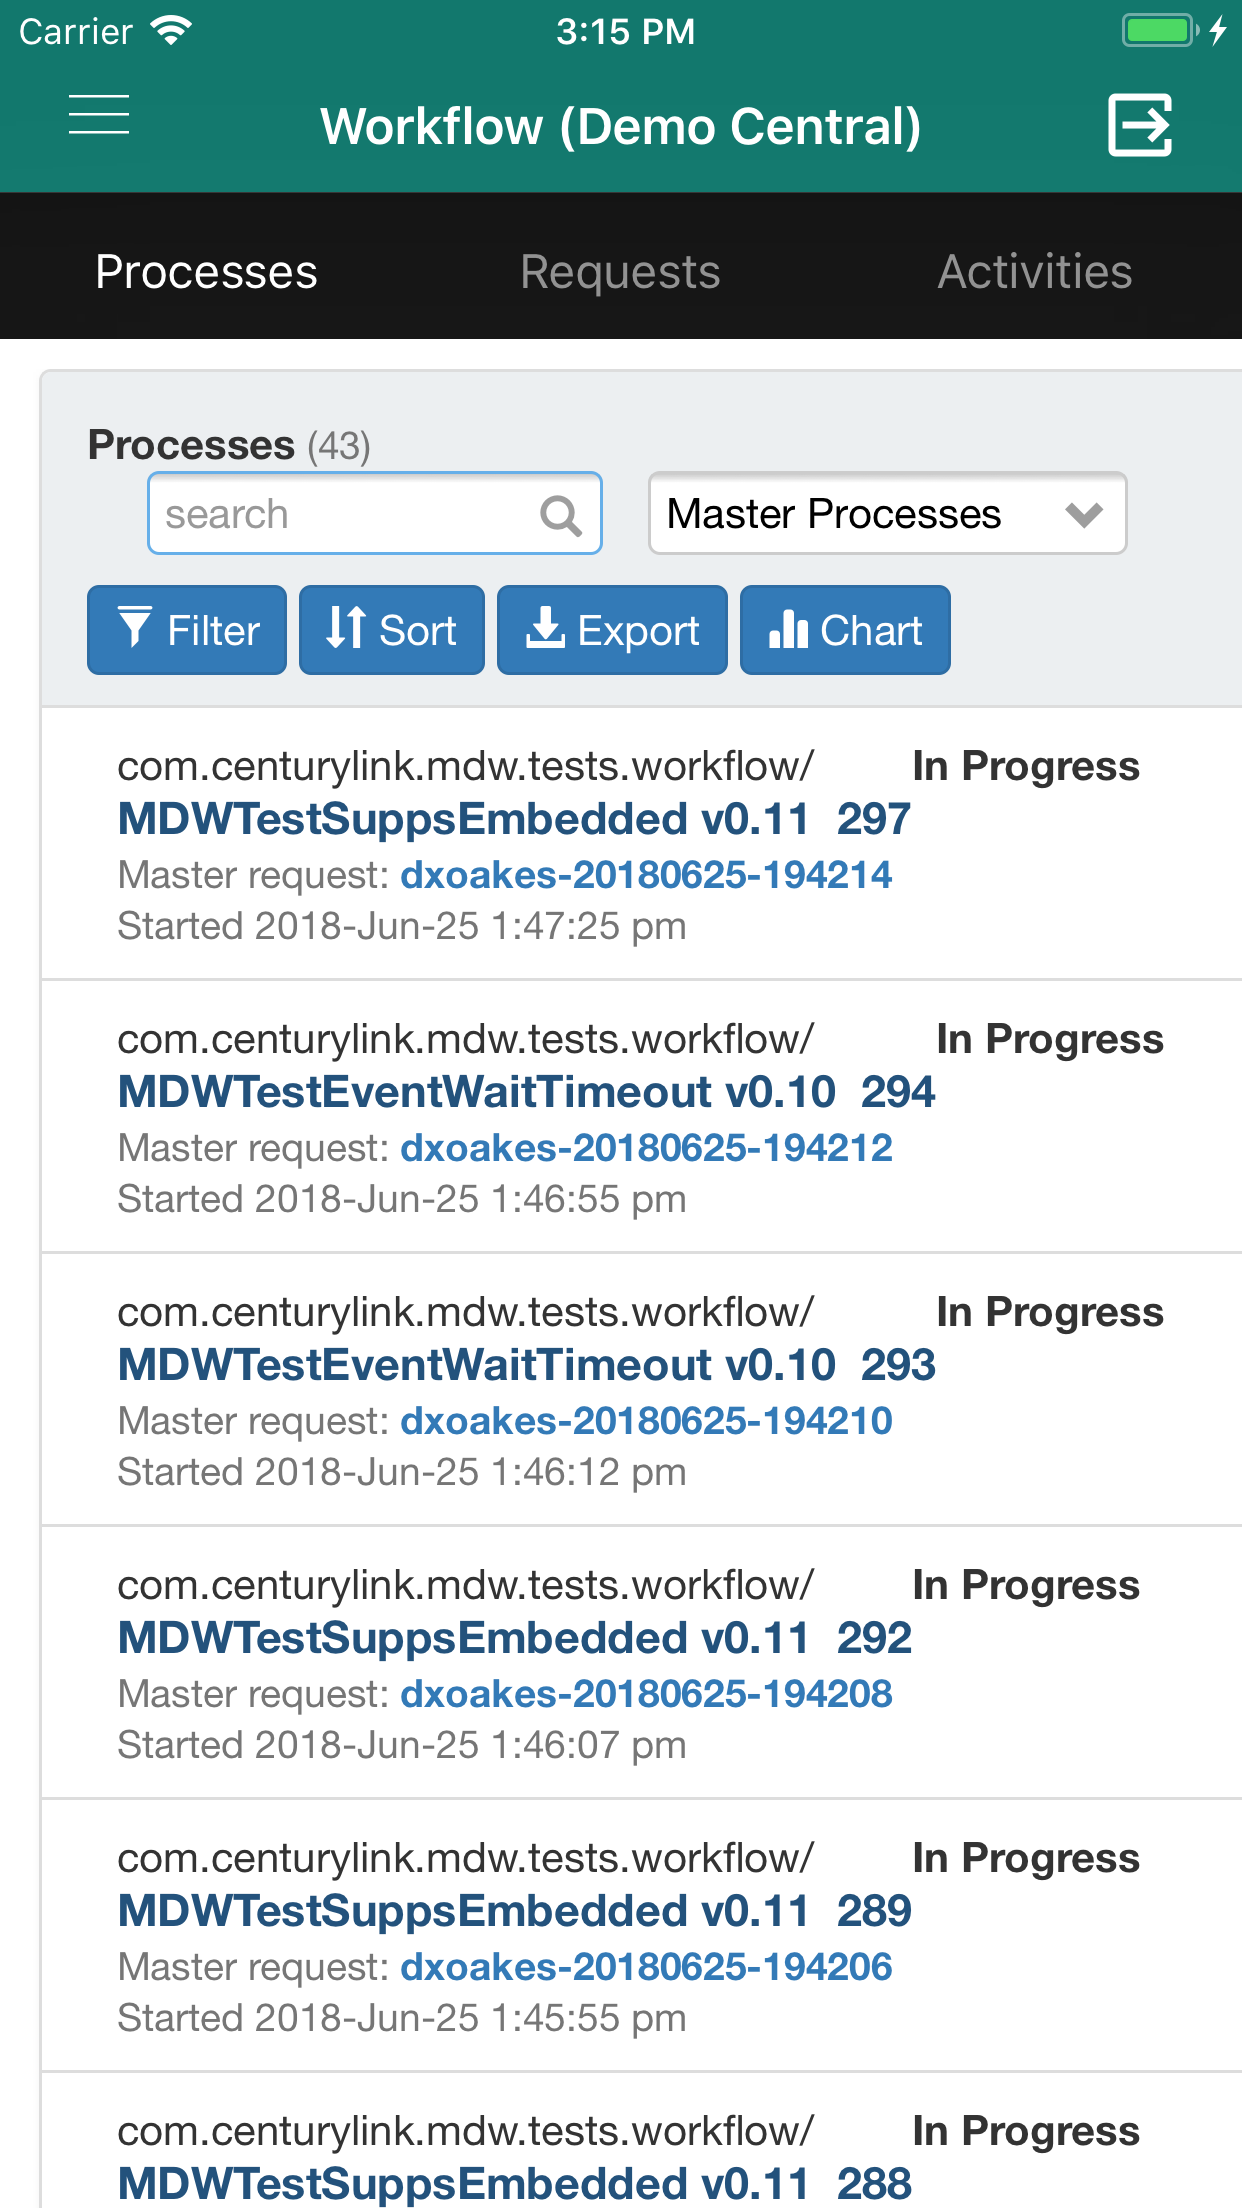 Carrier 3:15 PM
Workflow (Demo Central)
Processes Requests Activities
Processes (43)
search Master Processes
Filter Sort Export Chart
com.centurylink.mdw.tests.workflow/ In Progress
MDWTestSuppsEmbedded v0.11 297
Master request: dxoakes-20180625-194214
Started 2018-Jun-25 1:47:25 pm
com.centurylink.mdw.tests.workflow/ In Progress
MDWTestEventWaitTimeout v0.10 294
Master request: dxoakes-20180625-194212
Started 2018-Jun-25 1:46:55 pm
com.centurylink.mdw.tests.workflow/ In Progress
MDWTestEventWaitTimeout v0.10 293
Master request: dxoakes-20180625-194210
Started 2018-Jun-25 1:46:12 pm
com.centurylink.mdw.tests.workflow/ In Progress
MDWTestSuppsEmbedded v0.11 292
Master request: dxoakes-20180625-194208
Started 2018-Jun-25 1:46:07 pm
com.centurylink.mdw.tests.workflow/ In Progress
MDWTestSuppsEmbedded v0.11 289
Master request: dxoakes-20180625-194206
Started 2018-Jun-25 1:45:55 pm
com.centurylink.mdw.tests.workflow/ In Progress
MDWTestSuppsEmbedded v0.11 288